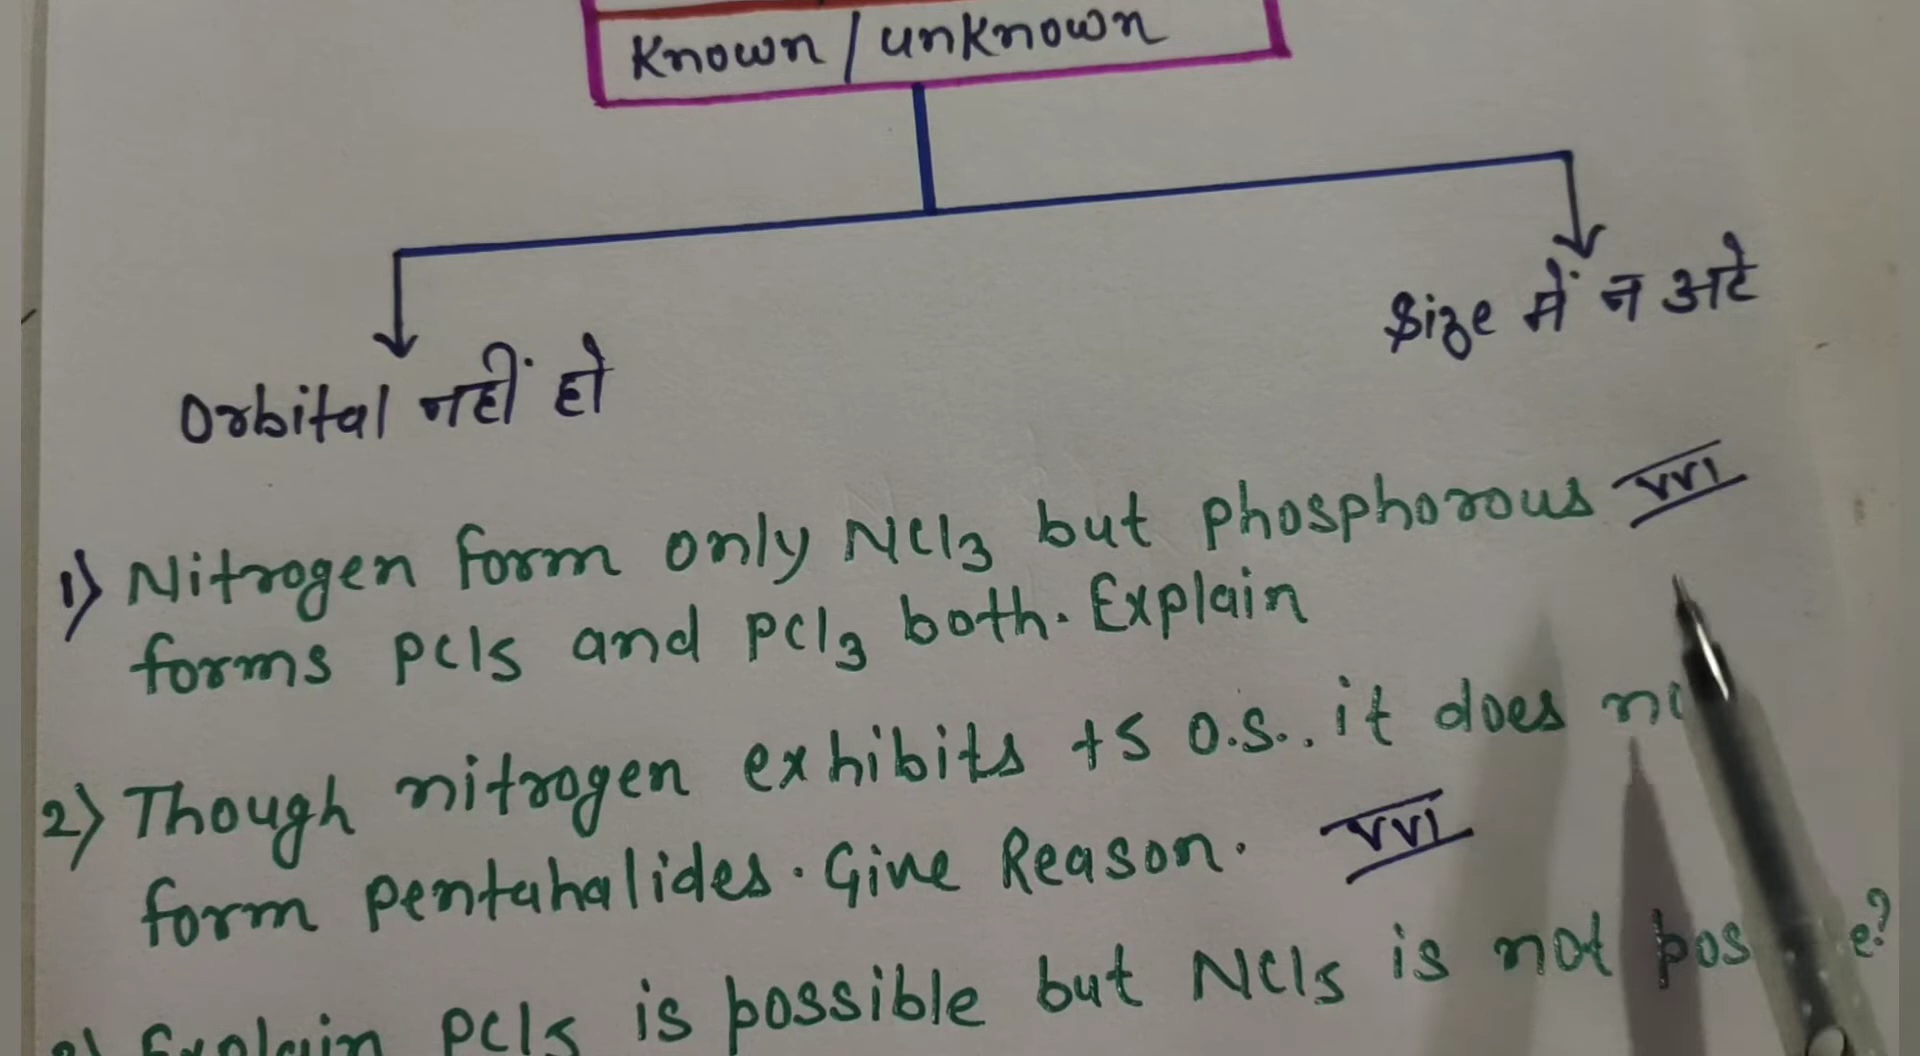 Known/unknown
Orbital नहीं हो
Size में न अटे
1) Nitrogen form only NCl3 but phosphorous VVI
forms PCl5 and PCl3 both. Explain
2) Though nitrogen exhibits +5 O.S., it does
form pentahalides. Give Reason. VVI
Explain PCl5 is possible but NCl5 is not